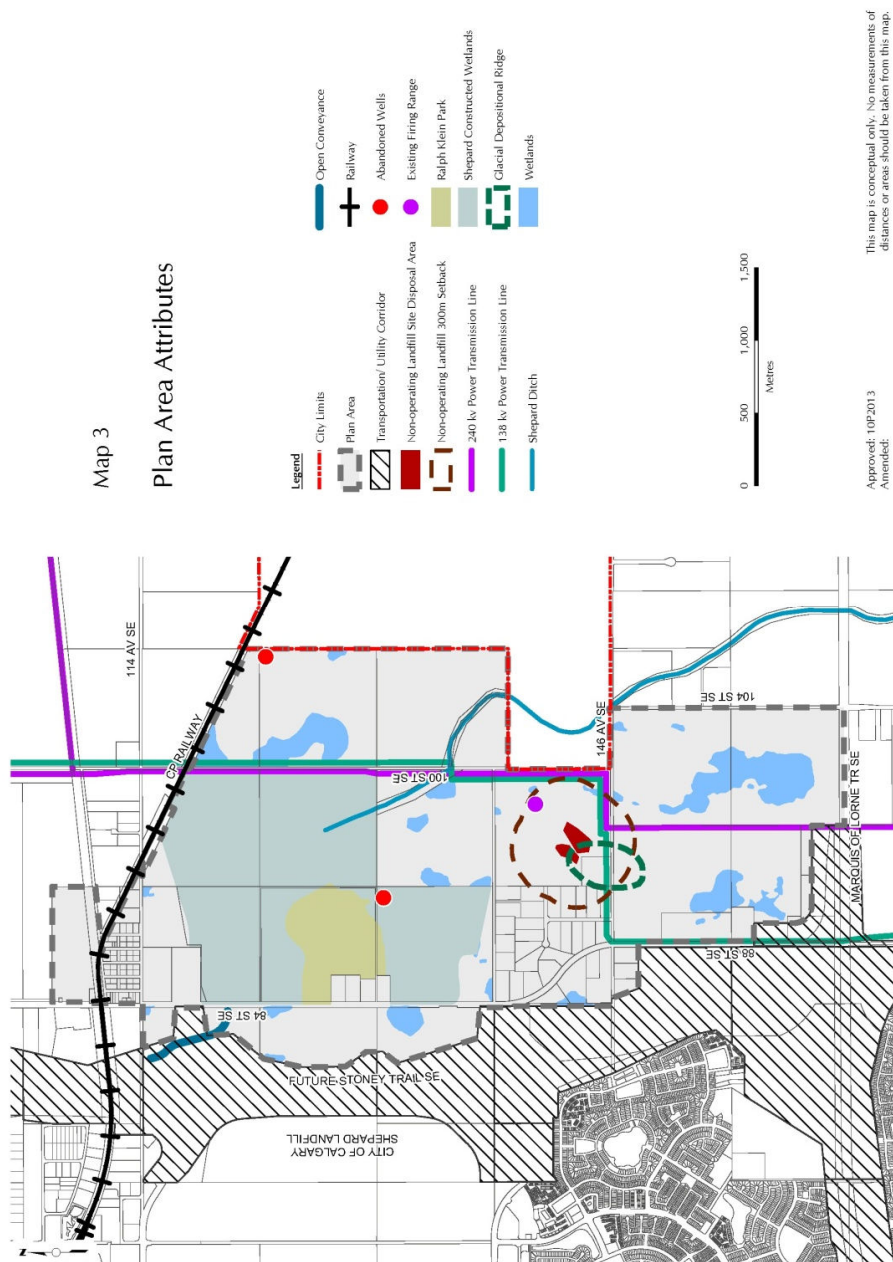 Map 3
Plan Area Attributes
Legend
City Limits
Plan Area
Transportation/ Utility Corridor
Non-operating Landfill Site Disposal Area
Non-operating Landfill 300m Setback
240 kv Power Transmission Line
138 kv Power Transmission Line
Shepard Ditch
Open Conveyance
Railway
Abandoned Wells
Existing Firing Range
Ralph Klein Park
Shepard Constructed Wetlands
Glacial Depositional Ridge
Wetlands
0 500 1,000 1,500
Metres
Approved: 10P2013
Amended:
This map is conceptual only. No measurements of
distances or areas should be taken from this map.
114 AV SE
CP RAILWAY
100 ST SE
84 ST SE
FUTURE STONEY TRAIL SE
CITY OF CALGARY
SHEPARD LANDFILL
146 AV SE
104 ST SE
88 ST SE
MARQUIS OF LORNE TR SE